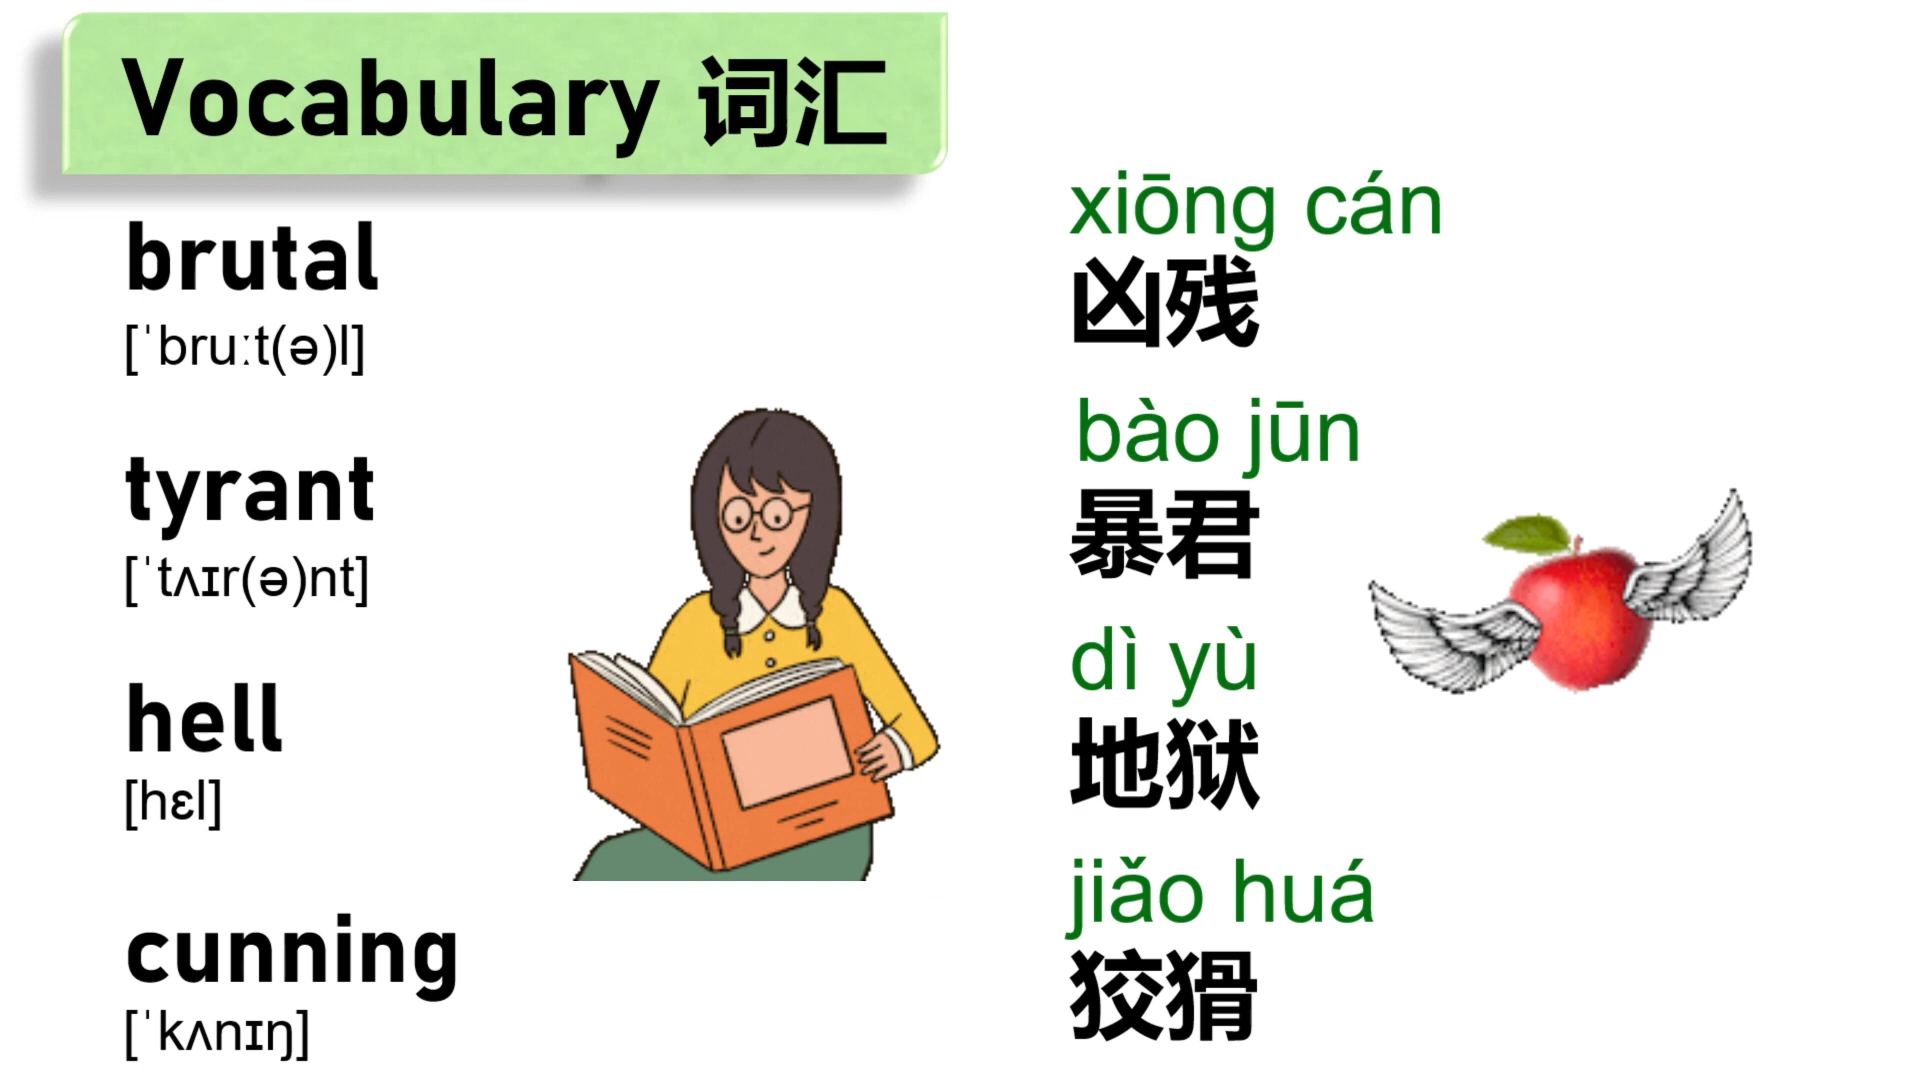 Vocabulary 词汇
brutal
[ˈbruːt(ə)l]
tyrant
[ˈtʌɪr(ə)nt]
hell
[hɛl]
cunning
[ˈkʌnɪŋ]
xiōng cán
凶残
bào jūn
暴君
dì yù
地狱
jiǎo huá
狡猾